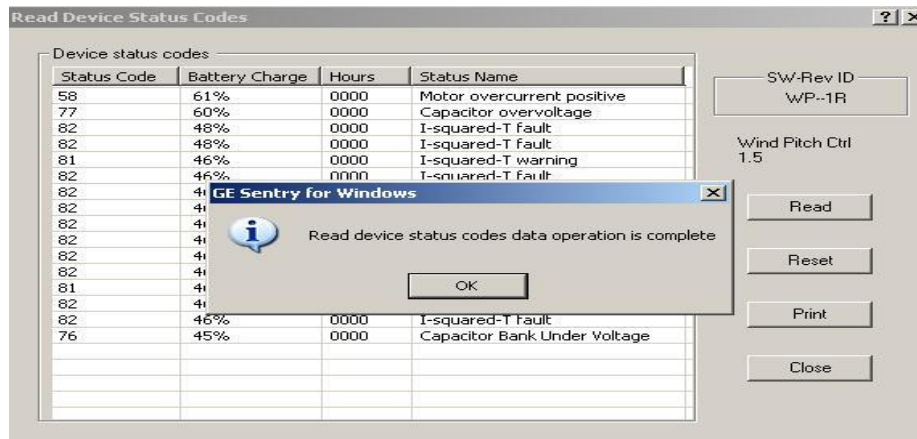 Read Device Status Codes
Device status codes
Status Code Battery Charge Hours Status Name
58 61% 0000 Motor overcurrent positive
77 60% 0000 Capacitor overvoltage
82 48% 0000 I-squared-T fault
82 48% 0000 I-squared-T fault
81 46% 0000 I-squared-T warning
82 46% 0000 I-squared-T fault
82
82
82
82
82
82
81
82
82 46% 0000 I-squared-T fault
76 45% 0000 Capacitor Bank Under Voltage
GE Sentry for Windows
Read device status codes data operation is complete
OK
SW-Rev ID
WP--1R
Wind Pitch Ctrl
1.5
Read
Reset
Print
Close